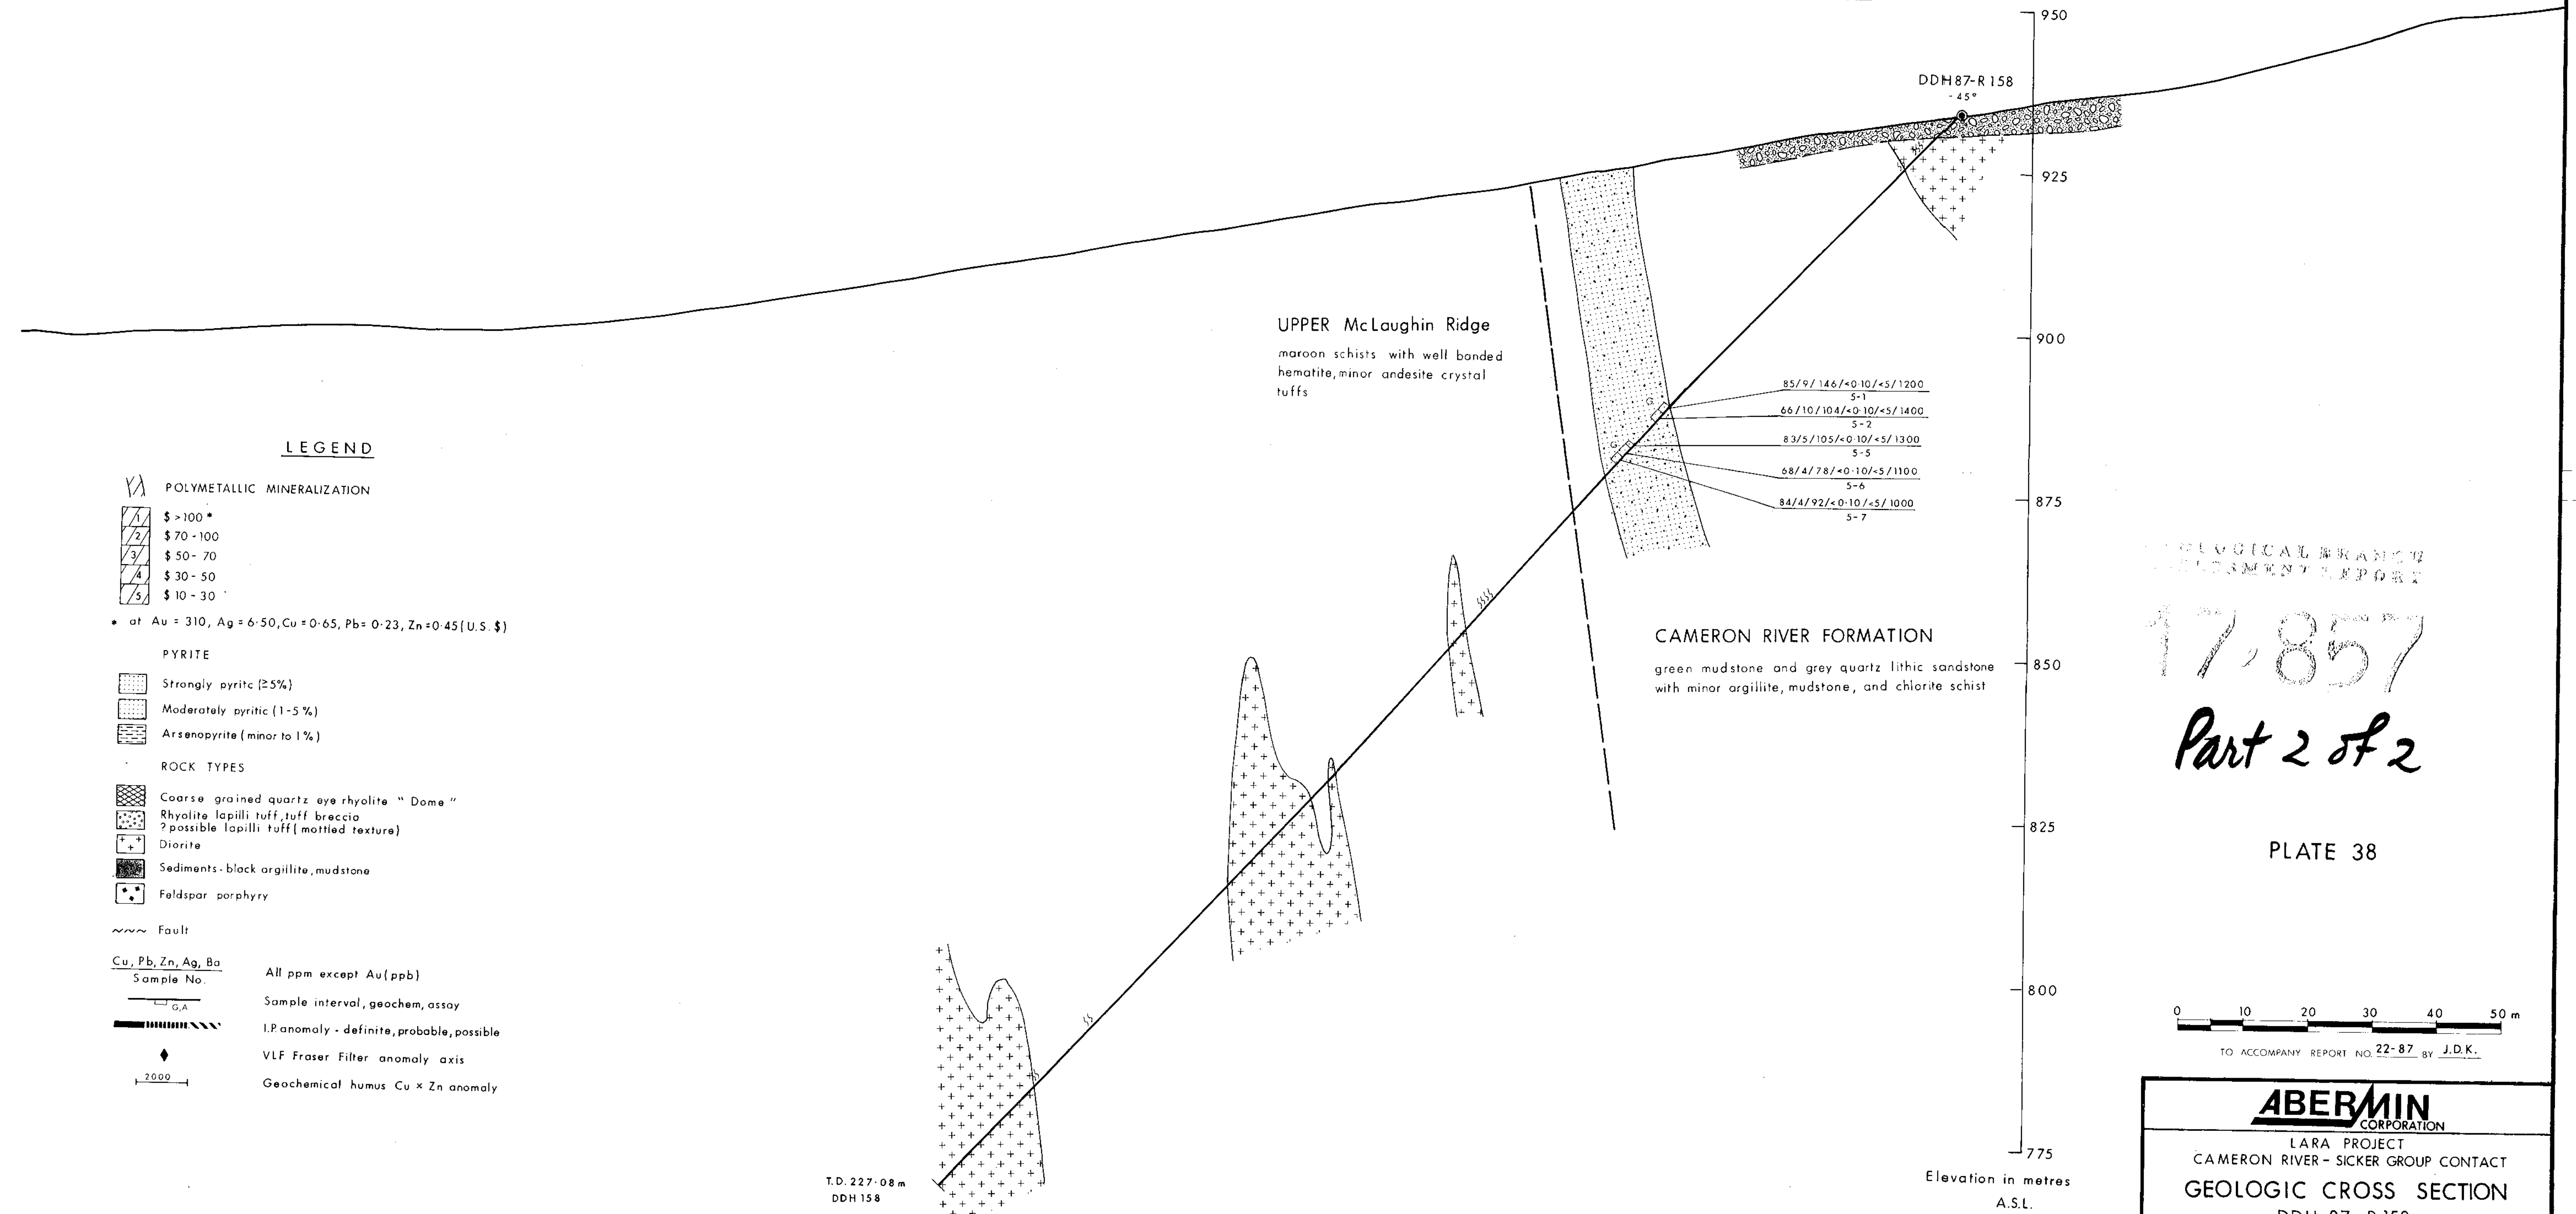 950
DDH87-R 158
- 45°
925
900
UPPER McLaughin Ridge
maroon schists with well banded
hematite, minor andesite crystal
tuffs
85/9/146/<0·10/<5/1200
5-1
G
66/10/104/<0·10/<5/1400
5-2
83/5/105/<0·10/<5/1300
5-5
G
68/4/78/<0·10/<5/1100
5-6
84/4/92/<0·10/<5/1000
5-7
875
CAMERON RIVER FORMATION
green mudstone and grey quartz lithic sandstone
with minor argillite, mudstone, and chlorite schist
850
825
800
775
Elevation in metres
A.S.L.
T.D. 227·08 m
DDH 158
LEGEND
POLYMETALLIC MINERALIZATION
1 $ >100 *
2 $ 70 - 100
3 $ 50 - 70
4 $ 30 - 50
5 $ 10 - 30
* at Au = 310, Ag = 6·50, Cu = 0·65, Pb = 0·23, Zn = 0·45 (U.S. $)
PYRITE
Strongly pyritc (≥5%)
Moderately pyritic (1-5 %)
Arsenopyrite (minor to 1%)
ROCK TYPES
Coarse grained quartz eye rhyolite "Dome"
Rhyolite lapilli tuff, tuff breccia
? possible lapilli tuff (mottled texture)
Diorite
Sediments - black argillite, mudstone
Feldspar porphyry
Fault
Cu, Pb, Zn, Ag, Ba
Sample No.
All ppm except Au (ppb)
G,A
Sample interval, geochem, assay
I.P. anomaly - definite, probable, possible
VLF Fraser Filter anomaly axis
2000
Geochemical humus Cu × Zn anomaly
BRANCH
REPORT
17,857
Part 2 of 2
PLATE 38
0 10 20 30 40 50 m
TO ACCOMPANY REPORT NO. 22-87 BY J.D.K.
ABERMIN
CORPORATION
LARA PROJECT
CAMERON RIVER - SICKER GROUP CONTACT
GEOLOGIC CROSS SECTION